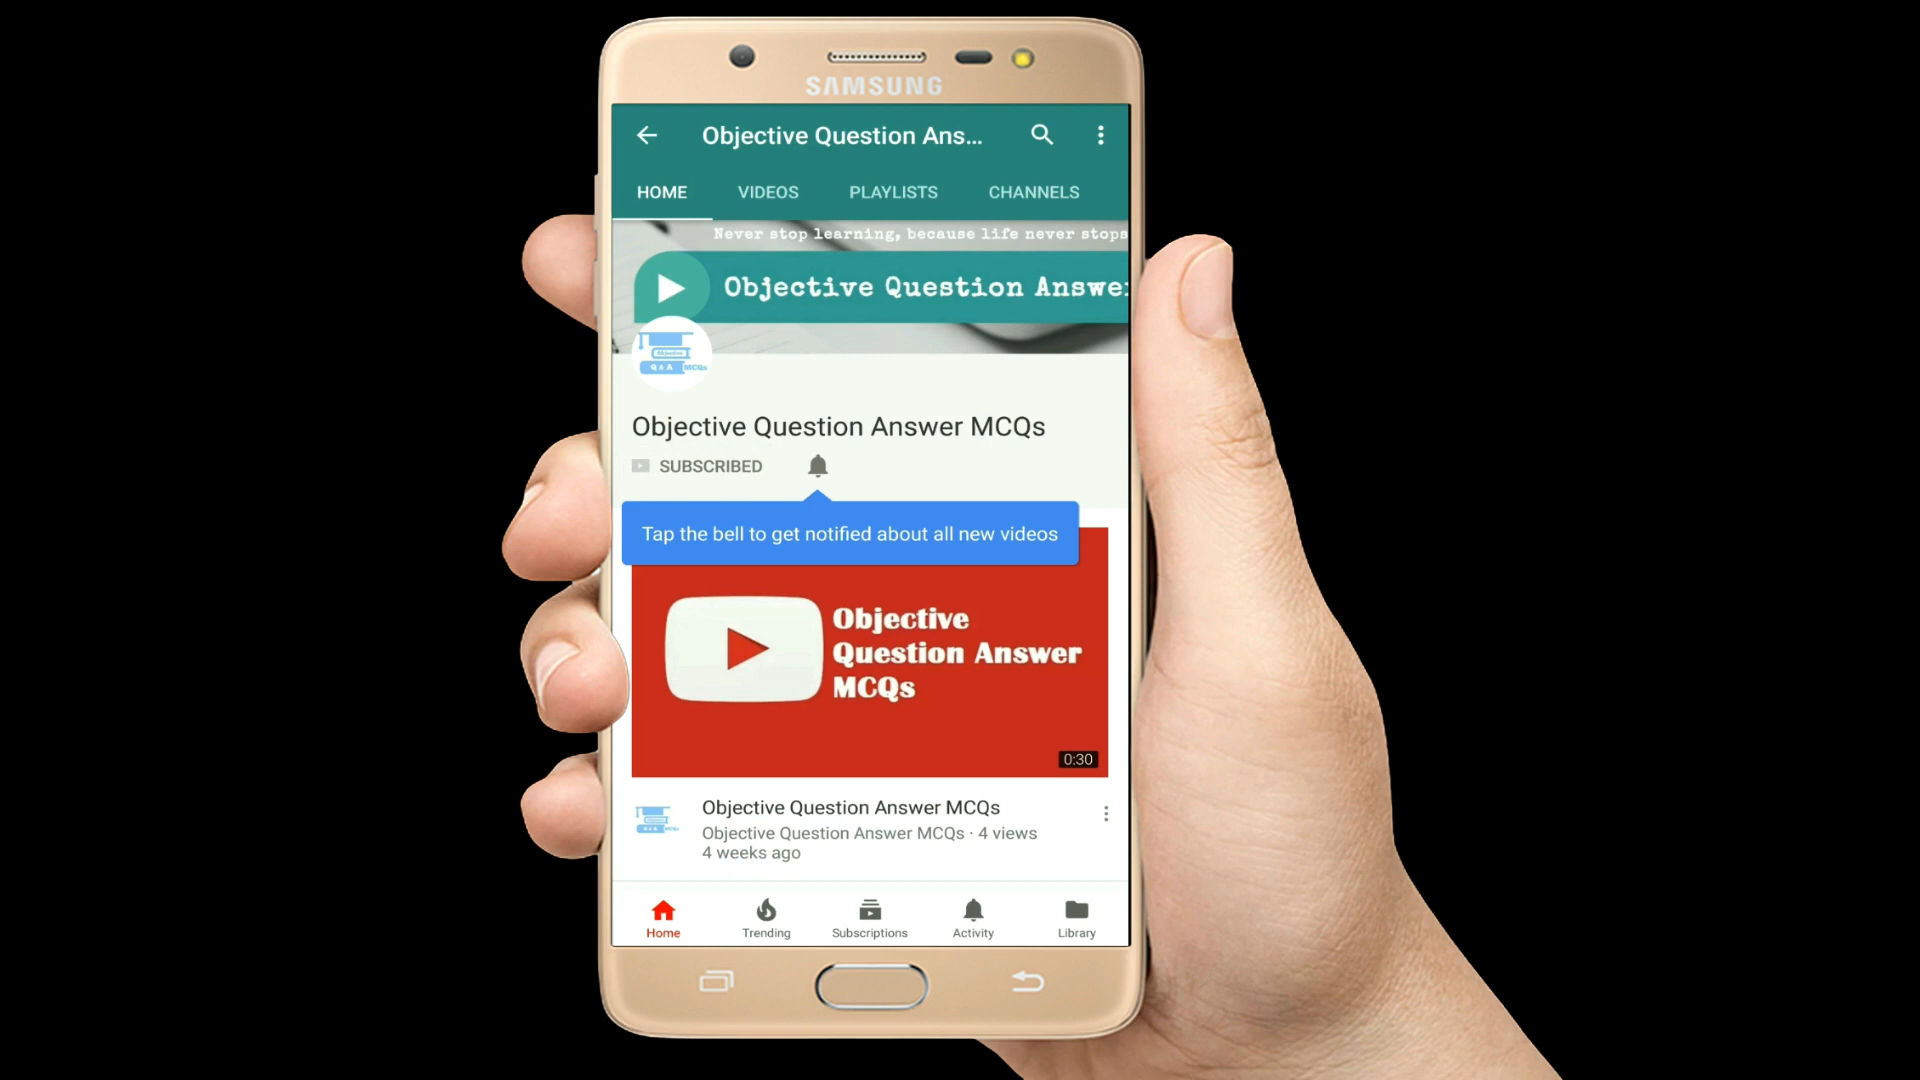 SAMSUNG
Objective Question Ans...
HOME VIDEOS PLAYLISTS CHANNELS
Never stop learning, because life never stops
Objective Question Answe
Objective
Q & A MCQs
Objective Question Answer MCQs
SUBSCRIBED
Tap the bell to get notified about all new videos
Objective
Question Answer
MCQs
0:30
Objective Question Answer MCQs
Q & A MCQs
Objective Question Answer MCQs · 4 views
4 weeks ago
Home Trending Subscriptions Activity Library